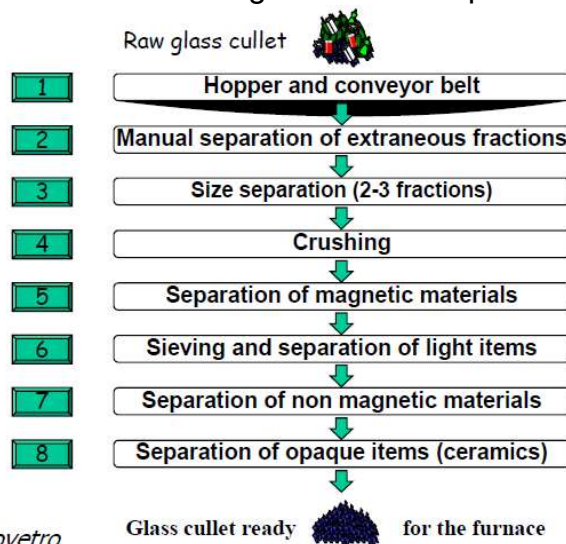 Raw glass cullet
1 Hopper and conveyor belt
2 Manual separation of extraneous fractions
3 Size separation (2-3 fractions)
4 Crushing
5 Separation of magnetic materials
6 Sieving and separation of light items
7 Separation of non magnetic materials
8 Separation of opaque items (ceramics)
Glass cullet ready for the furnace